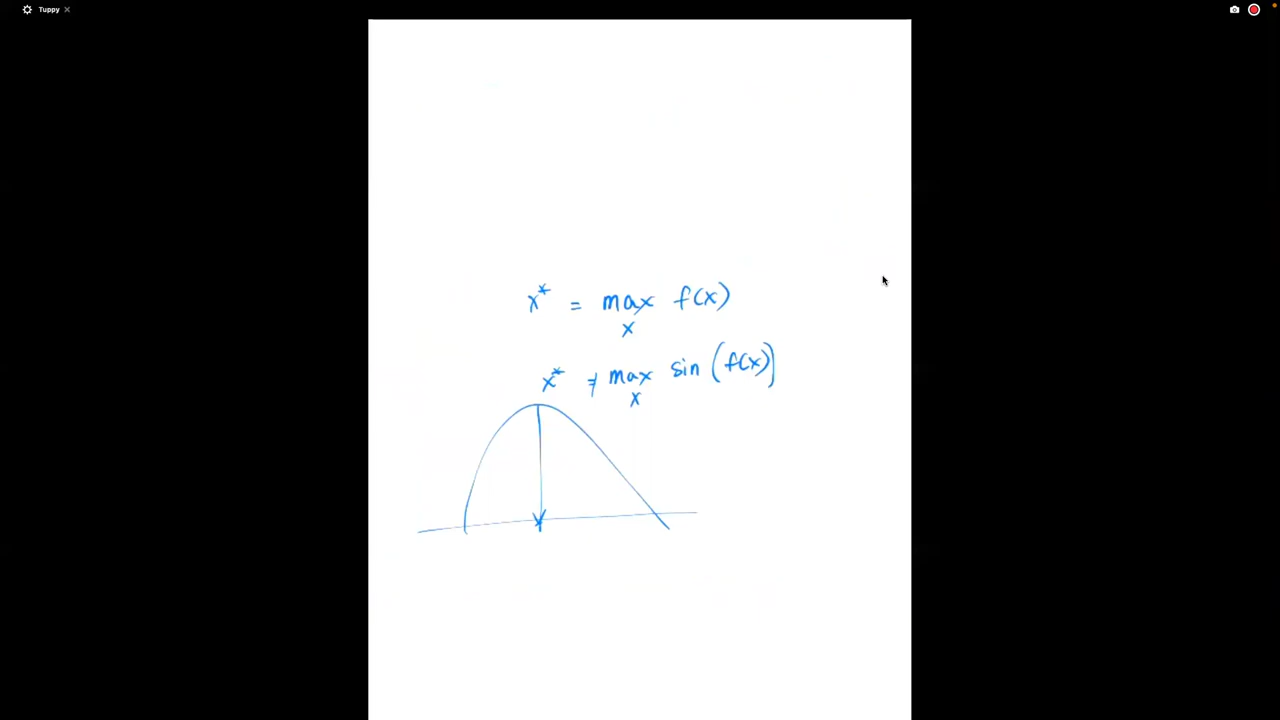 Tuppy
x* = max f(x)
x
x* ≠ max sin (f(x))
x